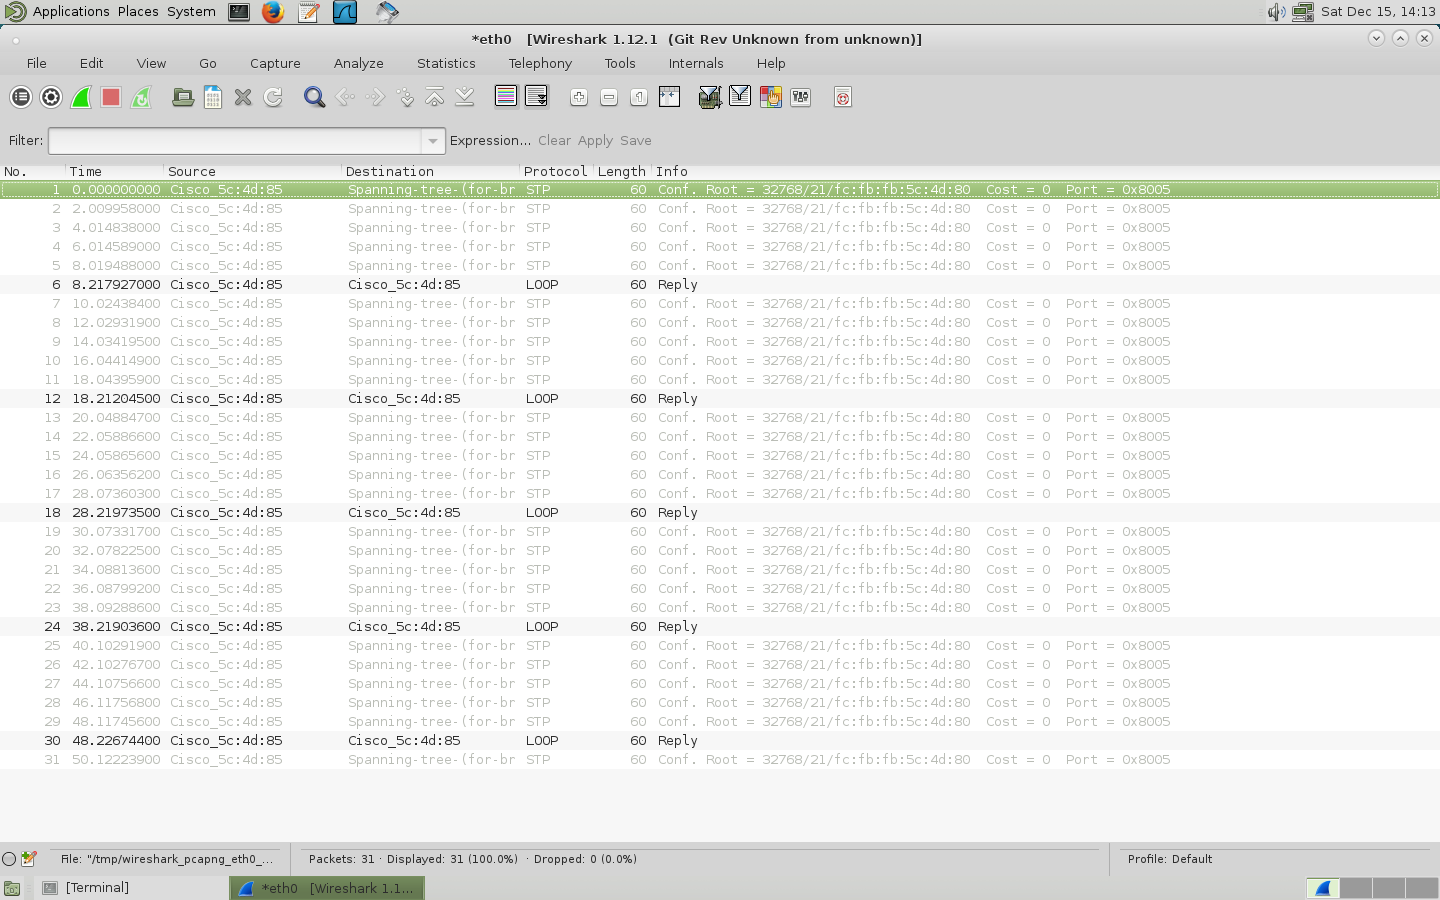 Applications Places System Sat Dec 15, 14:13
*eth0 [Wireshark 1.12.1 (Git Rev Unknown from unknown)]
File Edit View Go Capture Analyze Statistics Telephony Tools Internals Help
Filter: Expression... Clear Apply Save
No. Time Source Destination Protocol Length Info
1 0.000000000 Cisco_5c:4d:85 Spanning-tree-(for-br STP 60 Conf. Root = 32768/21/fc:fb:fb:5c:4d:80 Cost = 0 Port = 0x8005
2 2.009958000 Cisco_5c:4d:85 Spanning-tree-(for-br STP 60 Conf. Root = 32768/21/fc:fb:fb:5c:4d:80 Cost = 0 Port = 0x8005
3 4.014838000 Cisco_5c:4d:85 Spanning-tree-(for-br STP 60 Conf. Root = 32768/21/fc:fb:fb:5c:4d:80 Cost = 0 Port = 0x8005
4 6.014589000 Cisco_5c:4d:85 Spanning-tree-(for-br STP 60 Conf. Root = 32768/21/fc:fb:fb:5c:4d:80 Cost = 0 Port = 0x8005
5 8.019488000 Cisco_5c:4d:85 Spanning-tree-(for-br STP 60 Conf. Root = 32768/21/fc:fb:fb:5c:4d:80 Cost = 0 Port = 0x8005
6 8.217927000 Cisco_5c:4d:85 Cisco_5c:4d:85 LOOP 60 Reply
7 10.02438400 Cisco_5c:4d:85 Spanning-tree-(for-br STP 60 Conf. Root = 32768/21/fc:fb:fb:5c:4d:80 Cost = 0 Port = 0x8005
8 12.02931900 Cisco_5c:4d:85 Spanning-tree-(for-br STP 60 Conf. Root = 32768/21/fc:fb:fb:5c:4d:80 Cost = 0 Port = 0x8005
9 14.03419500 Cisco_5c:4d:85 Spanning-tree-(for-br STP 60 Conf. Root = 32768/21/fc:fb:fb:5c:4d:80 Cost = 0 Port = 0x8005
10 16.04414900 Cisco_5c:4d:85 Spanning-tree-(for-br STP 60 Conf. Root = 32768/21/fc:fb:fb:5c:4d:80 Cost = 0 Port = 0x8005
11 18.04395900 Cisco_5c:4d:85 Spanning-tree-(for-br STP 60 Conf. Root = 32768/21/fc:fb:fb:5c:4d:80 Cost = 0 Port = 0x8005
12 18.21204500 Cisco_5c:4d:85 Cisco_5c:4d:85 LOOP 60 Reply
13 20.04884700 Cisco_5c:4d:85 Spanning-tree-(for-br STP 60 Conf. Root = 32768/21/fc:fb:fb:5c:4d:80 Cost = 0 Port = 0x8005
14 22.05886600 Cisco_5c:4d:85 Spanning-tree-(for-br STP 60 Conf. Root = 32768/21/fc:fb:fb:5c:4d:80 Cost = 0 Port = 0x8005
15 24.05865600 Cisco_5c:4d:85 Spanning-tree-(for-br STP 60 Conf. Root = 32768/21/fc:fb:fb:5c:4d:80 Cost = 0 Port = 0x8005
16 26.06356200 Cisco_5c:4d:85 Spanning-tree-(for-br STP 60 Conf. Root = 32768/21/fc:fb:fb:5c:4d:80 Cost = 0 Port = 0x8005
17 28.07360300 Cisco_5c:4d:85 Spanning-tree-(for-br STP 60 Conf. Root = 32768/21/fc:fb:fb:5c:4d:80 Cost = 0 Port = 0x8005
18 28.21973500 Cisco_5c:4d:85 Cisco_5c:4d:85 LOOP 60 Reply
19 30.07331700 Cisco_5c:4d:85 Spanning-tree-(for-br STP 60 Conf. Root = 32768/21/fc:fb:fb:5c:4d:80 Cost = 0 Port = 0x8005
20 32.07822500 Cisco_5c:4d:85 Spanning-tree-(for-br STP 60 Conf. Root = 32768/21/fc:fb:fb:5c:4d:80 Cost = 0 Port = 0x8005
21 34.08813600 Cisco_5c:4d:85 Spanning-tree-(for-br STP 60 Conf. Root = 32768/21/fc:fb:fb:5c:4d:80 Cost = 0 Port = 0x8005
22 36.08799200 Cisco_5c:4d:85 Spanning-tree-(for-br STP 60 Conf. Root = 32768/21/fc:fb:fb:5c:4d:80 Cost = 0 Port = 0x8005
23 38.09288600 Cisco_5c:4d:85 Spanning-tree-(for-br STP 60 Conf. Root = 32768/21/fc:fb:fb:5c:4d:80 Cost = 0 Port = 0x8005
24 38.21903600 Cisco_5c:4d:85 Cisco_5c:4d:85 LOOP 60 Reply
25 40.10291900 Cisco_5c:4d:85 Spanning-tree-(for-br STP 60 Conf. Root = 32768/21/fc:fb:fb:5c:4d:80 Cost = 0 Port = 0x8005
26 42.10276700 Cisco_5c:4d:85 Spanning-tree-(for-br STP 60 Conf. Root = 32768/21/fc:fb:fb:5c:4d:80 Cost = 0 Port = 0x8005
27 44.10756600 Cisco_5c:4d:85 Spanning-tree-(for-br STP 60 Conf. Root = 32768/21/fc:fb:fb:5c:4d:80 Cost = 0 Port = 0x8005
28 46.11756800 Cisco_5c:4d:85 Spanning-tree-(for-br STP 60 Conf. Root = 32768/21/fc:fb:fb:5c:4d:80 Cost = 0 Port = 0x8005
29 48.11745600 Cisco_5c:4d:85 Spanning-tree-(for-br STP 60 Conf. Root = 32768/21/fc:fb:fb:5c:4d:80 Cost = 0 Port = 0x8005
30 48.22674400 Cisco_5c:4d:85 Cisco_5c:4d:85 LOOP 60 Reply
31 50.12223900 Cisco_5c:4d:85 Spanning-tree-(for-br STP 60 Conf. Root = 32768/21/fc:fb:fb:5c:4d:80 Cost = 0 Port = 0x8005
File: "/tmp/wireshark_pcapng_eth0_... Packets: 31 · Displayed: 31 (100.0%) · Dropped: 0 (0.0%) Profile: Default
[Terminal] *eth0 [Wireshark 1.1...